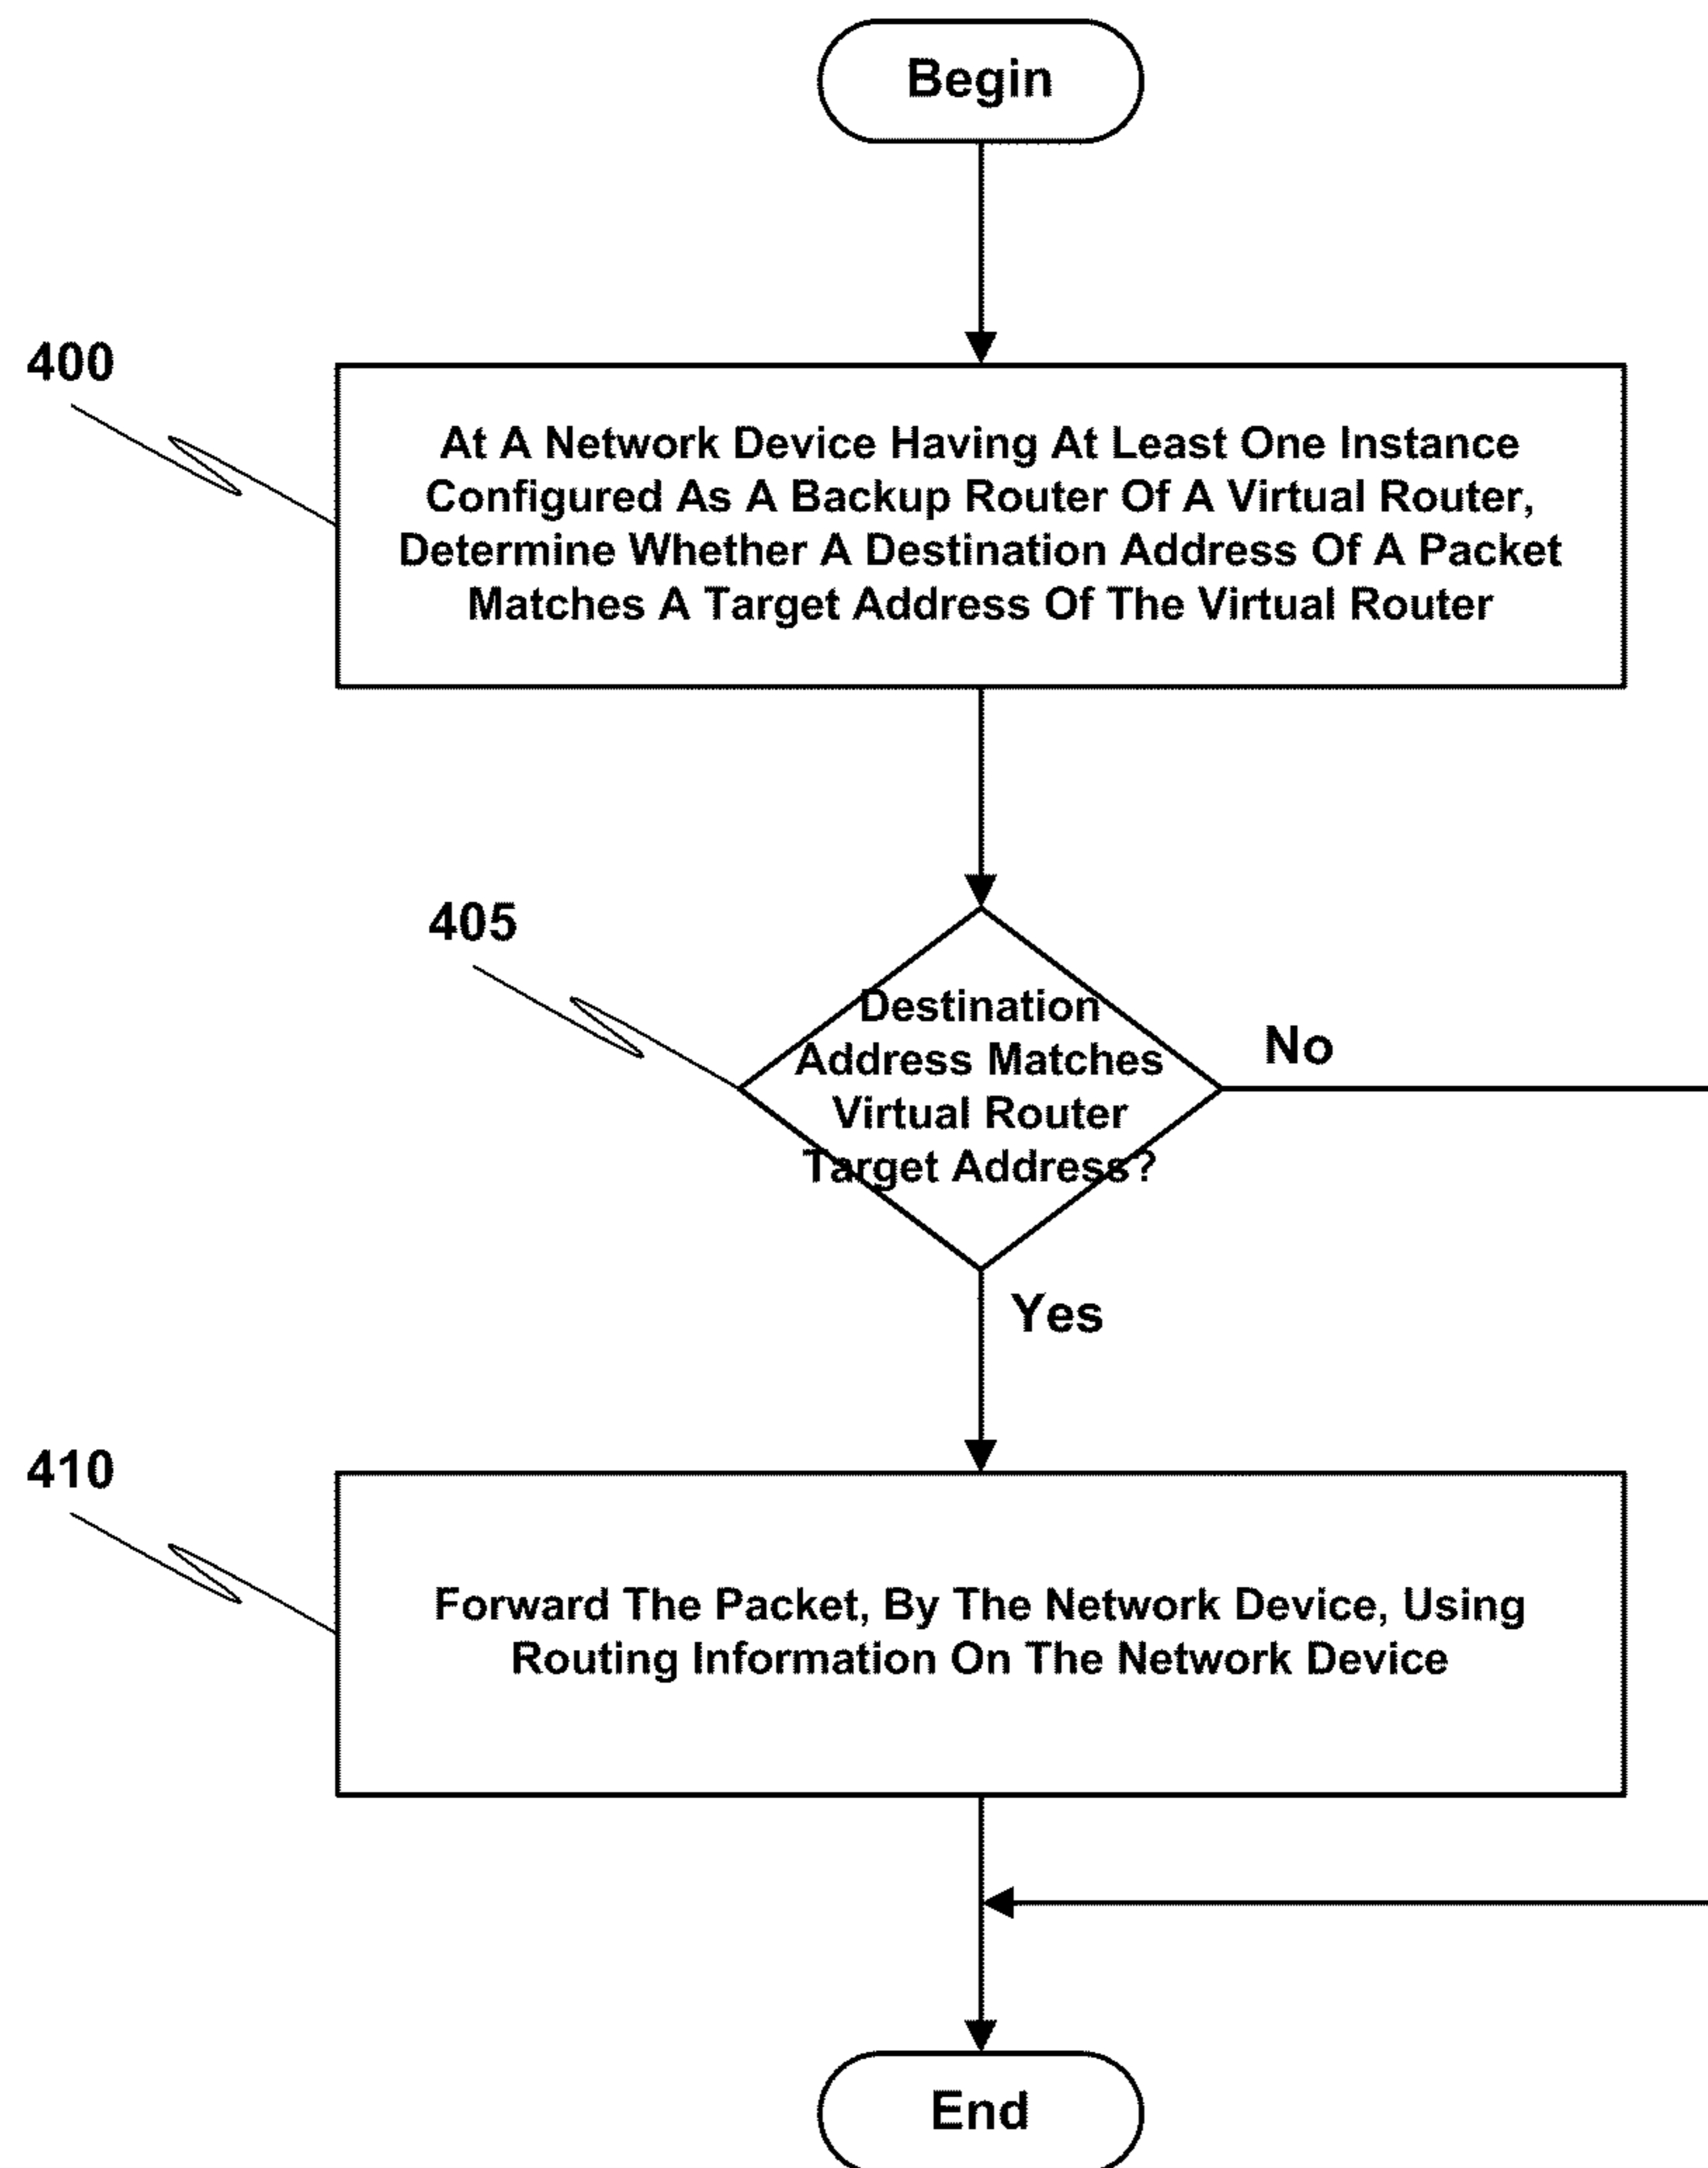 Begin
400
At A Network Device Having At Least One Instance
Configured As A Backup Router Of A Virtual Router,
Determine Whether A Destination Address Of A Packet
Matches A Target Address Of The Virtual Router
405
Destination
Address Matches
Virtual Router
Target Address?
No
Yes
410
Forward The Packet, By The Network Device, Using
Routing Information On The Network Device
End